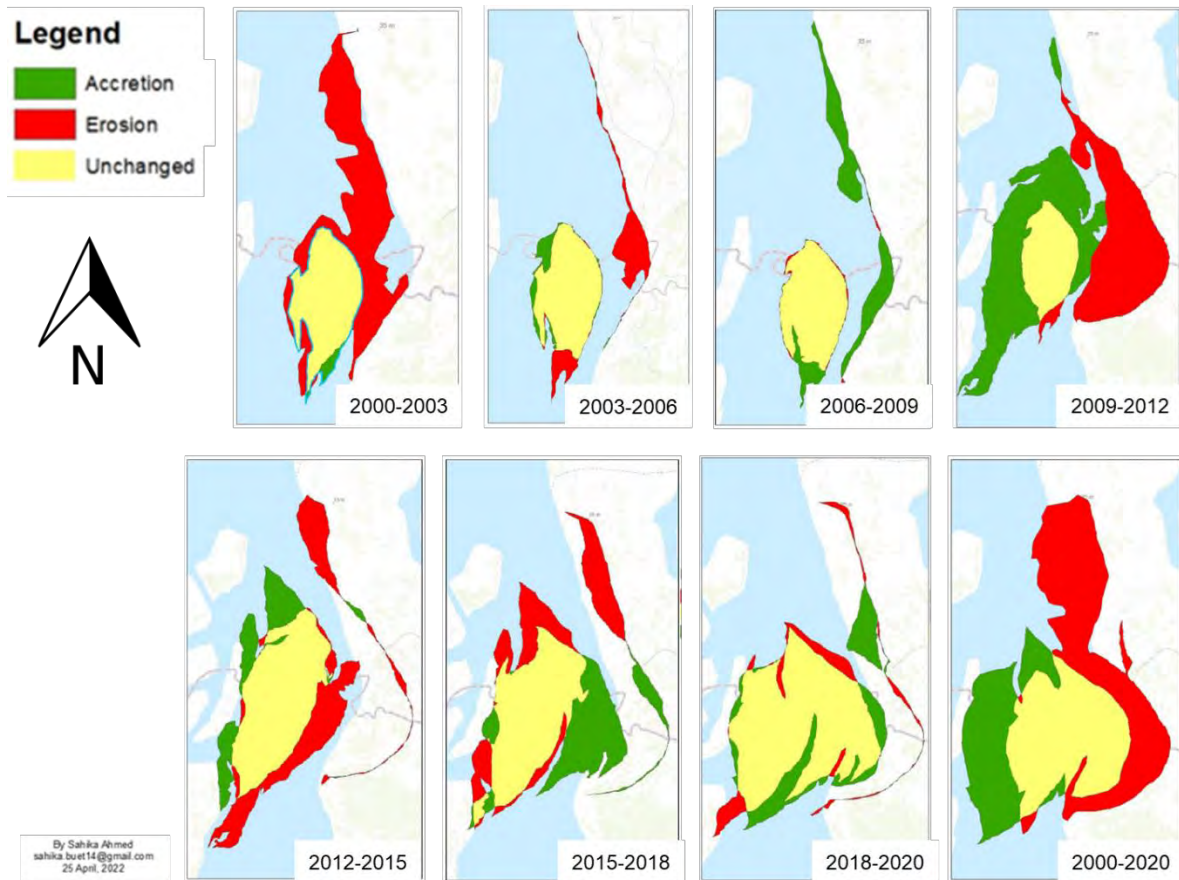 Legend
Accretion
Erosion
Unchanged
N
2000-2003
2003-2006
2006-2009
2009-2012
2012-2015
2015-2018
2018-2020
2000-2020
By Sahika Ahmed
sahika.buet14@gmail.com
25 April, 2022